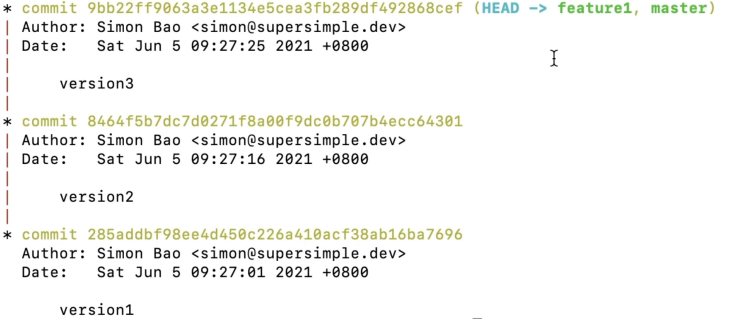 * commit 9bb22ff9063a3e1134e5cea3fb289df492868cef (HEAD -> feature1, master)
| Author: Simon Bao <simon@supersimple.dev>
| Date:   Sat Jun 5 09:27:25 2021 +0800
|
|     version3
|
* commit 8464f5b7dc7d0271f8a00f9dc0b707b4ecc64301
| Author: Simon Bao <simon@supersimple.dev>
| Date:   Sat Jun 5 09:27:16 2021 +0800
|
|     version2
|
* commit 285addbf98ee4d450c226a410acf38ab16ba7696
  Author: Simon Bao <simon@supersimple.dev>
  Date:   Sat Jun 5 09:27:01 2021 +0800

      version1